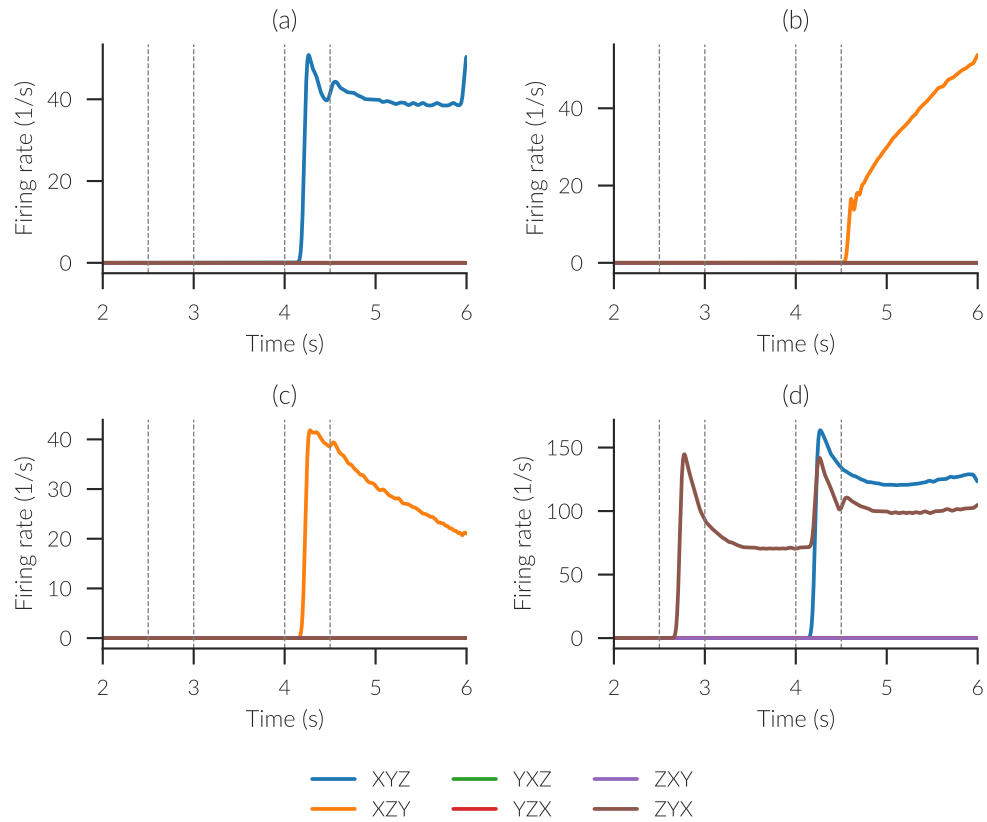 (a)
Firing rate (1/s)
40
20
0
2 3 4 5 6
Time (s)
(b)
Firing rate (1/s)
40
20
0
2 3 4 5 6
Time (s)
(c)
Firing rate (1/s)
40
30
20
10
0
2 3 4 5 6
Time (s)
(d)
Firing rate (1/s)
150
100
50
0
2 3 4 5 6
Time (s)
XYZ YXZ ZXY
XZY YZX ZYX